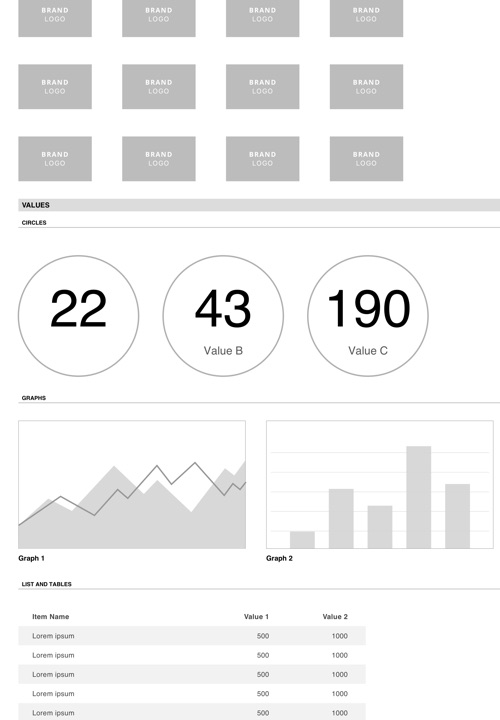 BRAND BRAND BRAND BRAND
LOGO LOGO LOGO LOGO
BRAND BRAND BRAND BRAND
LOGO LOGO LOGO LOGO
BRAND BRAND BRAND BRAND
LOGO LOGO LOGO LOGO
VALUES
CIRCLES
22 43 190
Value B Value C
GRAPHS
Graph 1 Graph 2
LIST AND TABLES
Item Name Value 1 Value 2
Lorem ipsum 500 1000
Lorem ipsum 500 1000
Lorem ipsum 500 1000
Lorem ipsum 500 1000
Lorem ipsum 500 1000